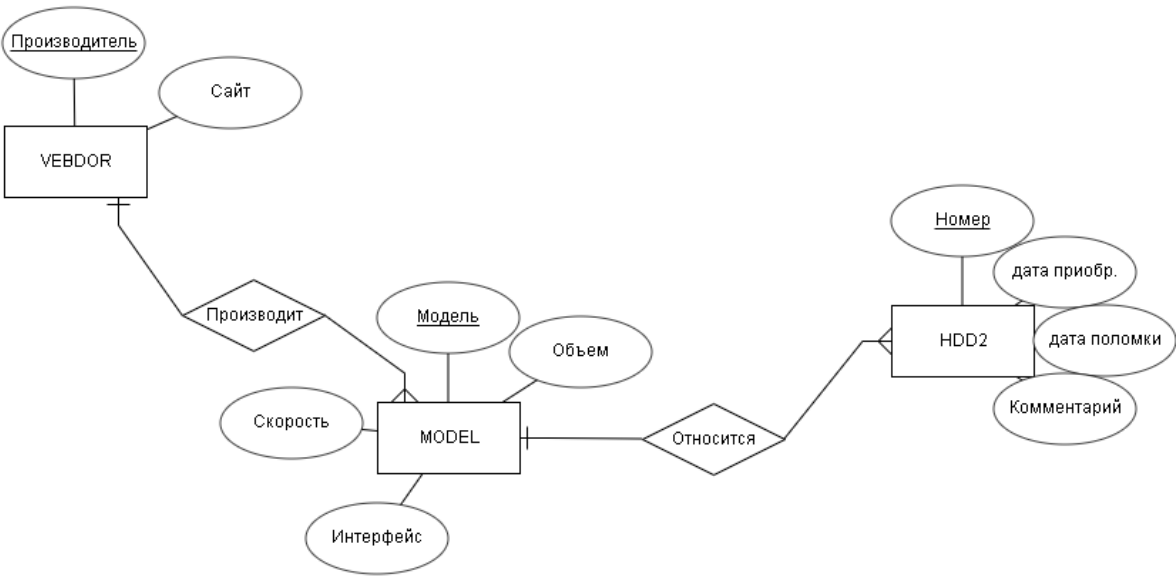 Производитель
Сайт
VEBDOR
Номер
дата приобр.
Производит
Модель
HDD2
дата поломки
Объем
Комментарий
Скорость
MODEL
Относится
Интерфейс